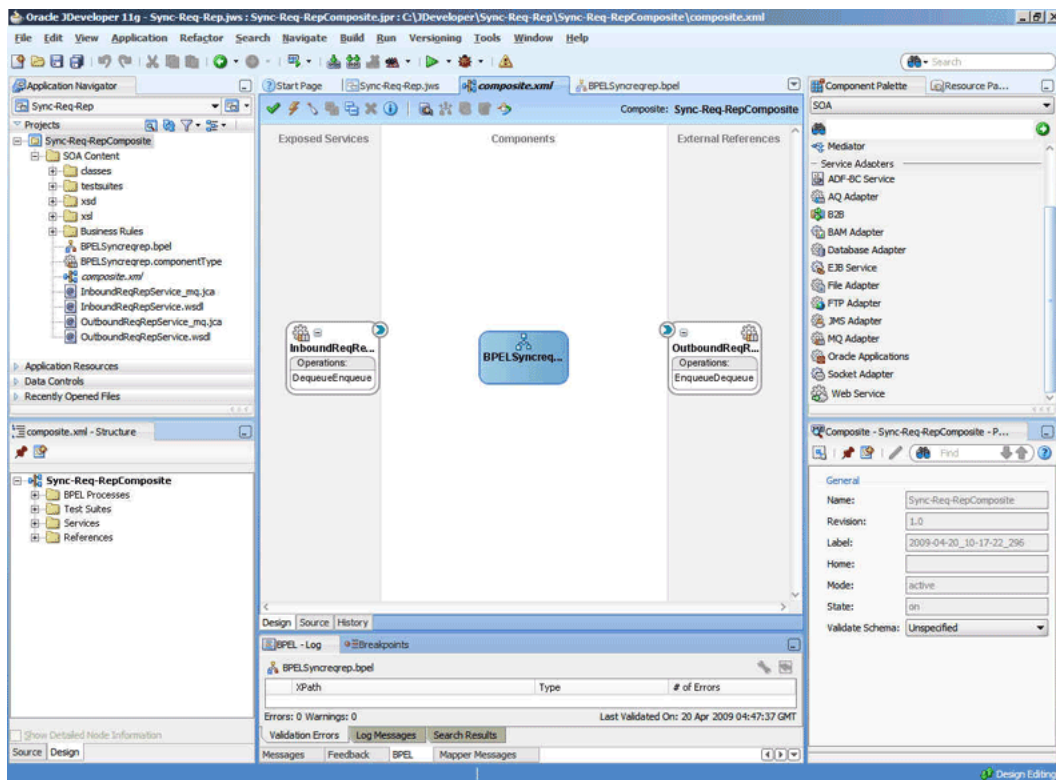 Oracle JDeveloper 11g - Sync-Req-Rep.jws : Sync-Req-RepComposite.jpr : C:\JDeveloper\Sync-Req-Rep\Sync-Req-RepComposite\composite.xml
File Edit View Application Refactor Search Navigate Build Run Versioning Tools Window Help
Search
Application Navigator
Sync-Req-Rep
Projects
Sync-Req-RepComposite
SOA Content
classes
testsuites
xsd
xsl
Business Rules
BPELSyncreqrep.bpel
BPELSyncreqrep.componentType
composite.xml
InboundReqRepService_mq.jca
InboundReqRepService.wsdl
OutboundReqRepService_mq.jca
OutboundReqRepService.wsdl
Application Resources
Data Controls
Recently Opened Files
composite.xml - Structure
Sync-Req-RepComposite
BPEL Processes
Test Suites
Services
References
Show Detailed Node Information
Source Design
Start Page Sync-Req-Rep.jws composite.xml BPELSyncreqrep.bpel
Composite: Sync-Req-RepComposite
Exposed Services Components External References
InboundReqRe...
Operations:
DequeueEnqueue
BPELSyncreq...
OutboundReqR...
Operations:
EnqueueDequeue
Design Source History
BPEL - Log Breakpoints
BPELSyncreqrep.bpel
XPath Type # of Errors
Errors: 0 Warnings: 0 Last Validated On: 20 Apr 2009 04:47:37 GMT
Validation Errors Log Messages Search Results
Messages Feedback BPEL Mapper Messages
Component Palette Resource Pa...
SOA
Mediator
Service Adapters
ADF-BC Service
AQ Adapter
B2B
BAM Adapter
Database Adapter
EJB Service
File Adapter
FTP Adapter
JMS Adapter
MQ Adapter
Oracle Applications
Socket Adapter
Web Service
Composite - Sync-Req-RepComposite - P...
Find
General
Name: Sync-Req-RepComposite
Revision: 1.0
Label: 2009-04-20_10-17-22_296
Home:
Mode: active
State: on
Validate Schema: Unspecified
Design Editing